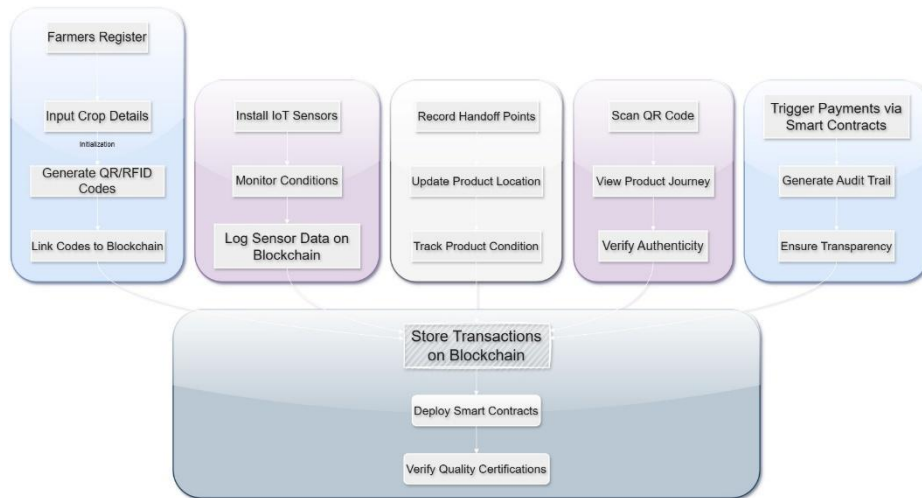 Farmers Register
Input Crop Details
Initialization
Generate QR/RFID
Codes
Link Codes to Blockchain
Install IoT Sensors
Monitor Conditions
Log Sensor Data on
Blockchain
Record Handoff Points
Update Product Location
Track Product Condition
Scan QR Code
View Product Journey
Verify Authenticity
Trigger Payments via
Smart Contracts
Generate Audit Trail
Ensure Transparency
Store Transactions
on Blockchain
Deploy Smart Contracts
Verify Quality Certifications